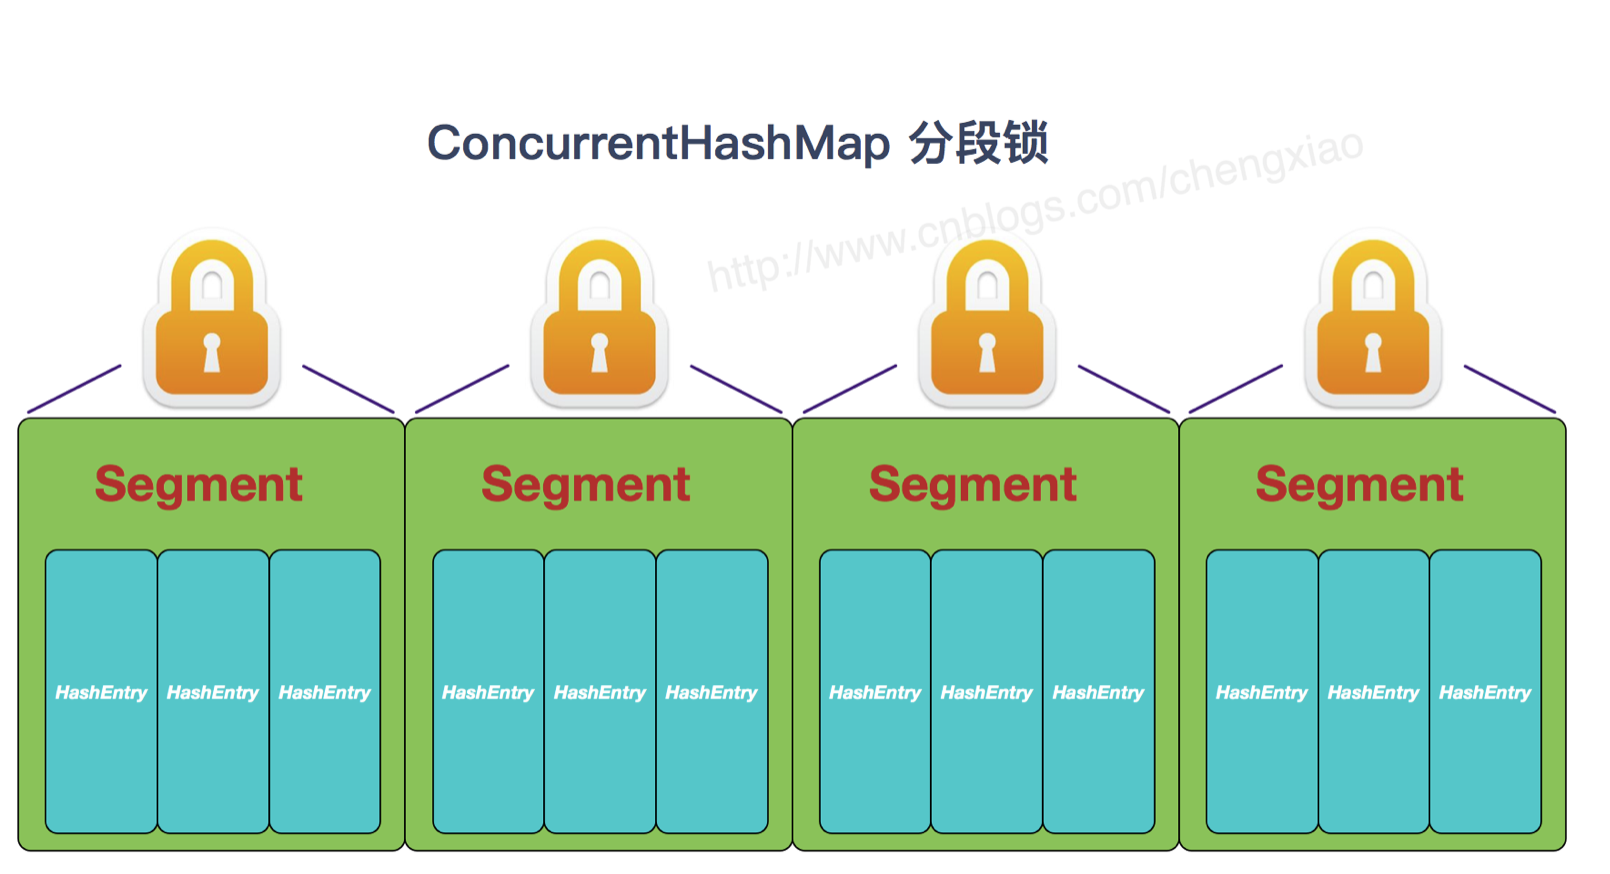 ConcurrentHashMap 分段锁
http://www.cnblogs.com/chengxiao
Segment Segment Segment Segment
HashEntry HashEntry HashEntry HashEntry HashEntry HashEntry HashEntry HashEntry HashEntry HashEntry HashEntry HashEntry